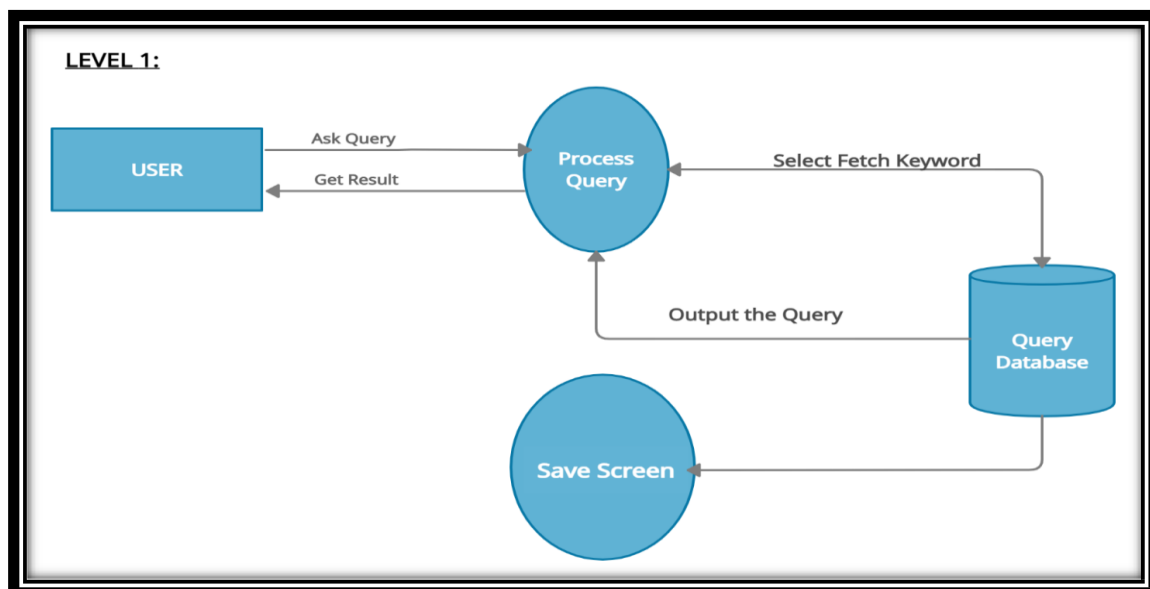 LEVEL 1:
Ask Query
USER
Get Result
Process
Query
Select Fetch Keyword
Output the Query
Query
Database
Save Screen